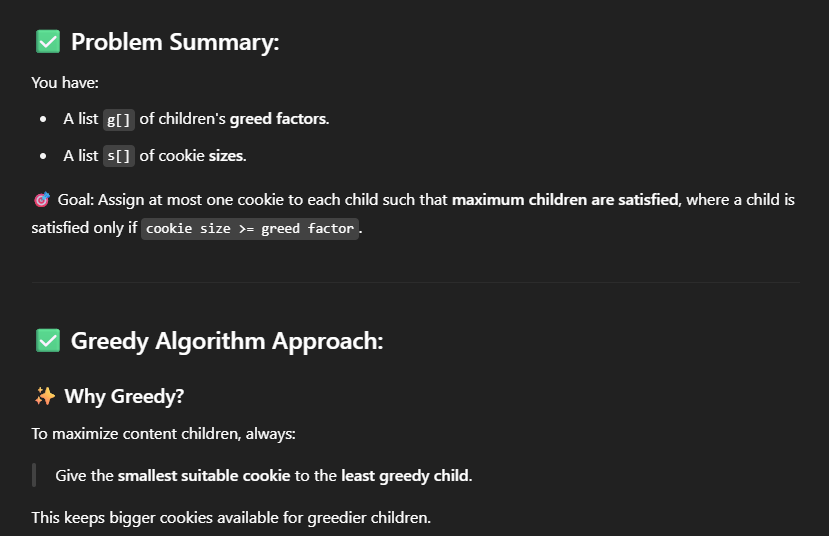 ✅ Problem Summary:
You have:
• A list g[] of children's greed factors.
• A list s[] of cookie sizes.
🎯 Goal: Assign at most one cookie to each child such that maximum children are satisfied, where a child is
satisfied only if cookie size >= greed factor.
✅ Greedy Algorithm Approach:
✨ Why Greedy?
To maximize content children, always:
Give the smallest suitable cookie to the least greedy child.
This keeps bigger cookies available for greedier children.